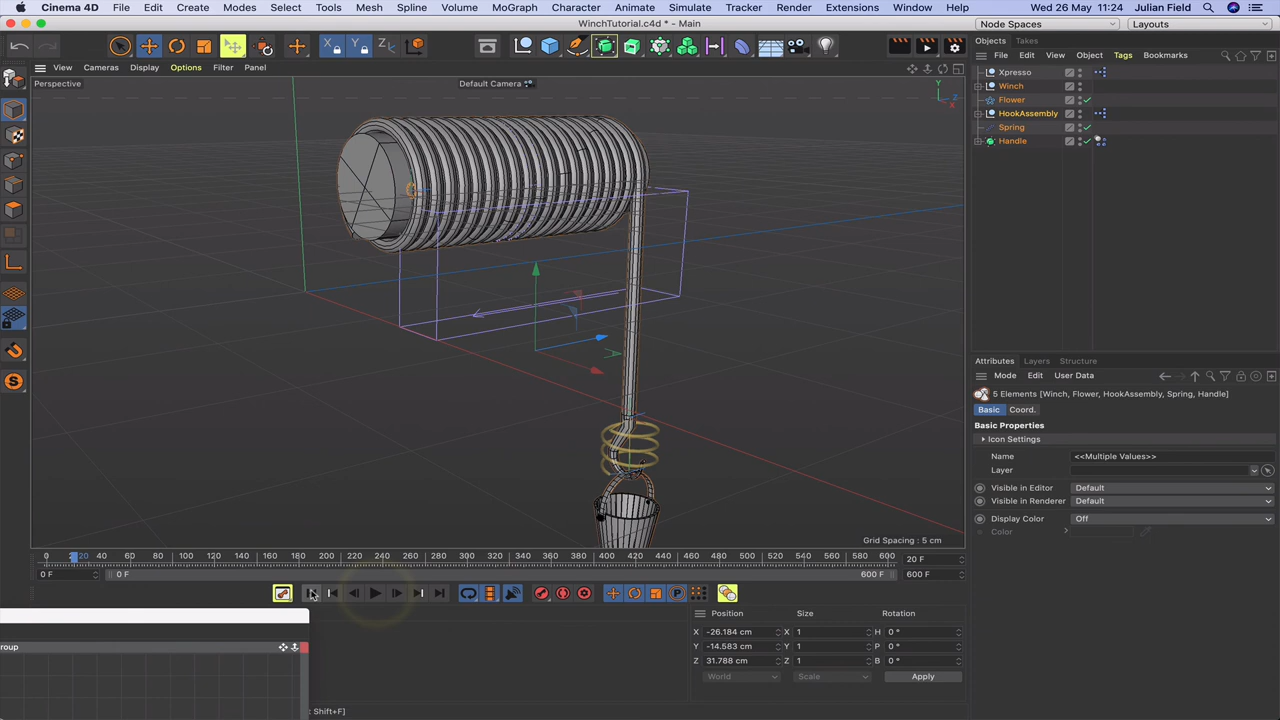 Cinema 4D File Edit Create Modes Select Tools Mesh Spline Volume MoGraph Character Animate Simulate Tracker Render Extensions Window Help Wed 26 May 11:24 Julian Field
WinchTutorial.c4d * - Main
Node Spaces Layouts
Objects Takes
File Edit View Object Tags Bookmarks
View Cameras Display Options Filter Panel
Perspective
Default Camera
Y
Z
X
Xpresso
Winch
Flower
HookAssembly
Spring
Handle
Attributes Layers Structure
Mode Edit User Data
5 Elements [Winch, Flower, HookAssembly, Spring, Handle]
Basic Coord.
Basic Properties
Icon Settings
Name <<Multiple Values>>
Layer
Visible in Editor Default
Visible in Renderer Default
Display Color Off
Color
Grid Spacing : 5 cm
0 20 40 60 80 100 120 140 160 180 200 220 240 260 280 300 320 340 360 380 400 420 440 460 480 500 520 540 560 580 600
20 F
0 F 0 F 600 F 600 F
Position Size Rotation
X -26.184 cm X 1 H 0 °
Y -14.583 cm Y 1 P 0 °
Z 31.788 cm Z 1 B 0 °
World Scale Apply
roup
Shift+F]